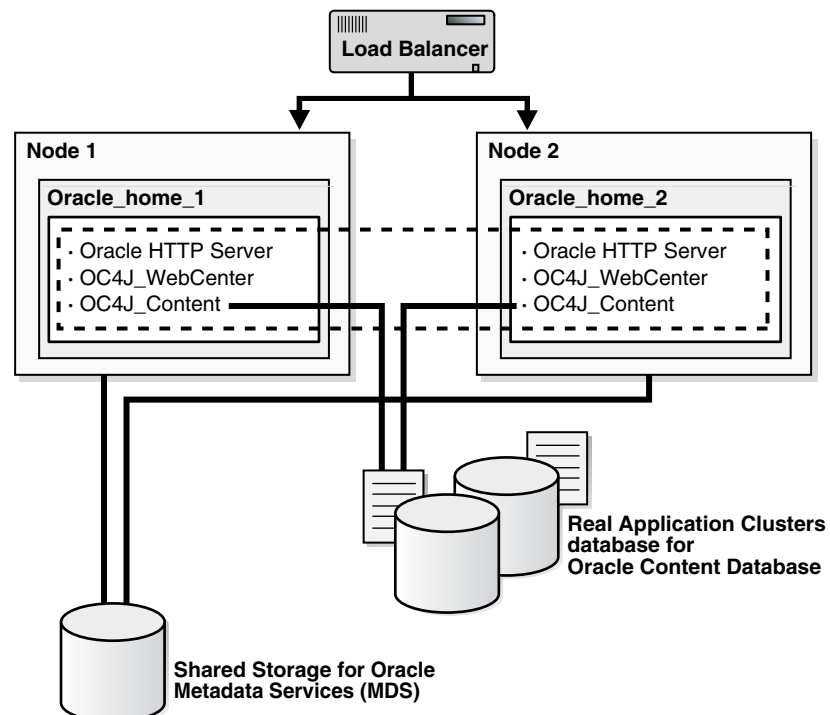 Load Balancer
Node 1
Oracle_home_1
· Oracle HTTP Server
· OC4J_WebCenter
· OC4J_Content
Node 2
Oracle_home_2
· Oracle HTTP Server
· OC4J_WebCenter
· OC4J_Content
Real Application Clusters
database for
Oracle Content Database
Shared Storage for Oracle
Metadata Services (MDS)